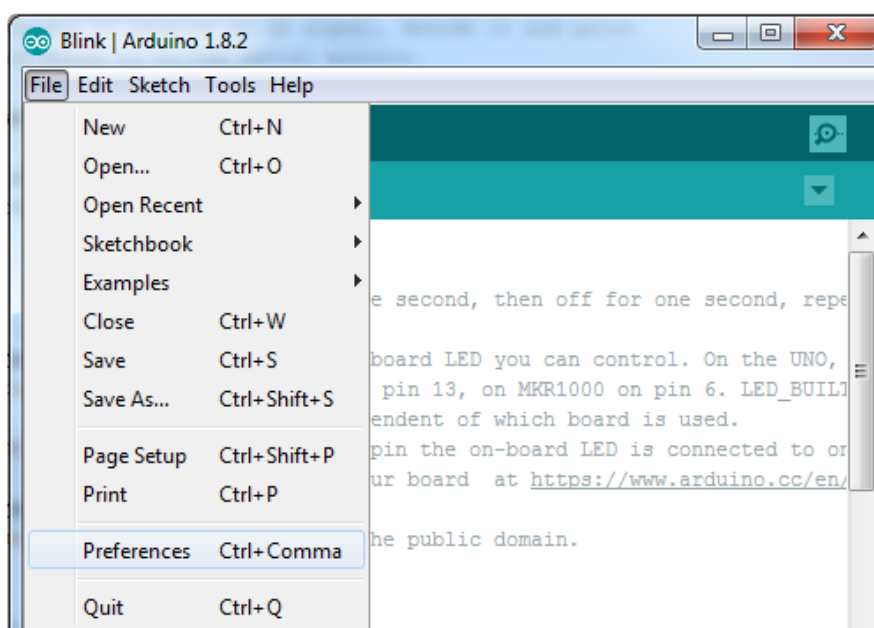 Blink | Arduino 1.8.2
File Edit Sketch Tools Help
New Ctrl+N
Open... Ctrl+O
Open Recent
Sketchbook
Examples
Close Ctrl+W
Save Ctrl+S
Save As... Ctrl+Shift+S
Page Setup Ctrl+Shift+P
Print Ctrl+P
Preferences Ctrl+Comma
Quit Ctrl+Q
e second, then off for one second, repe
board LED you can control. On the UNO,
pin 13, on MKR1000 on pin 6. LED_BUILT
endent of which board is used.
pin the on-board LED is connected to on
ur board at https://www.arduino.cc/en/
he public domain.